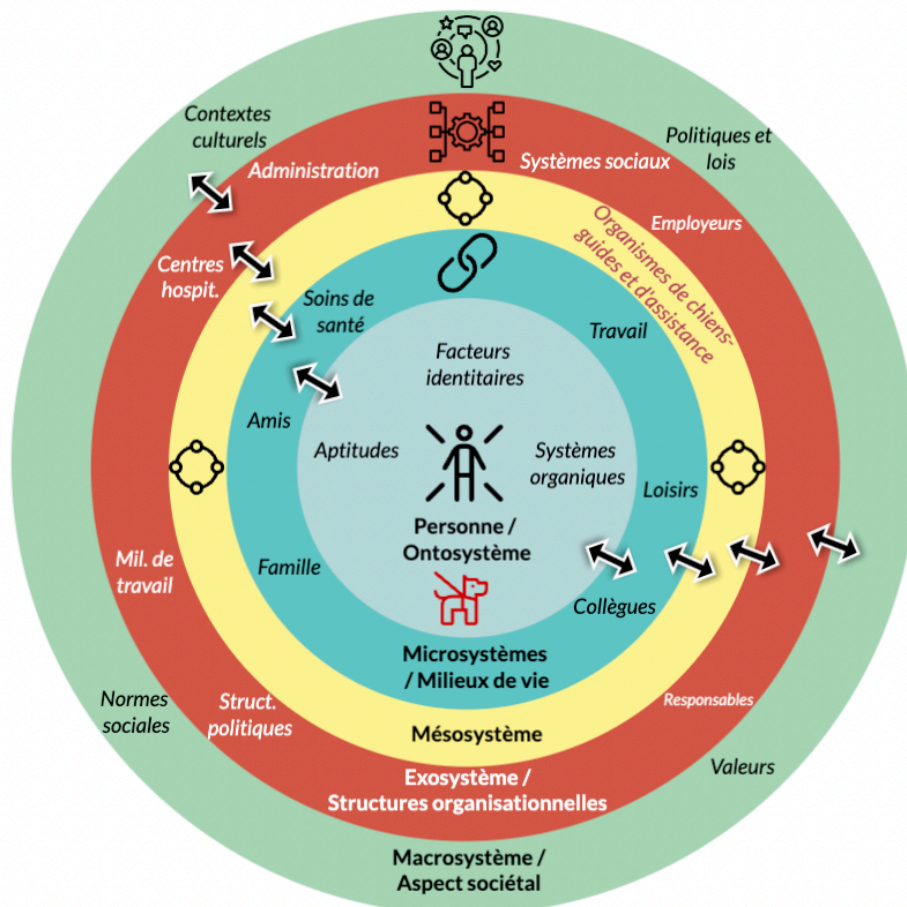 Contextes
culturels
Politiques et
lois
Administration
Systèmes sociaux
Employeurs
Organismes de chiens-
guides et d'assistance
Centres
hospit.
Soins de
santé
Travail
Facteurs
identitaires
Amis
Aptitudes
Systèmes
organiques
Loisirs
Personne /
Ontosystème
Mil. de
travail
Famille
Collègues
Microsystèmes
/ Milieux de vie
Normes
sociales
Struct.
politiques
Responsables
Mésosystème
Valeurs
Exosystème /
Structures organisationnelles
Macrosystème /
Aspect sociétal